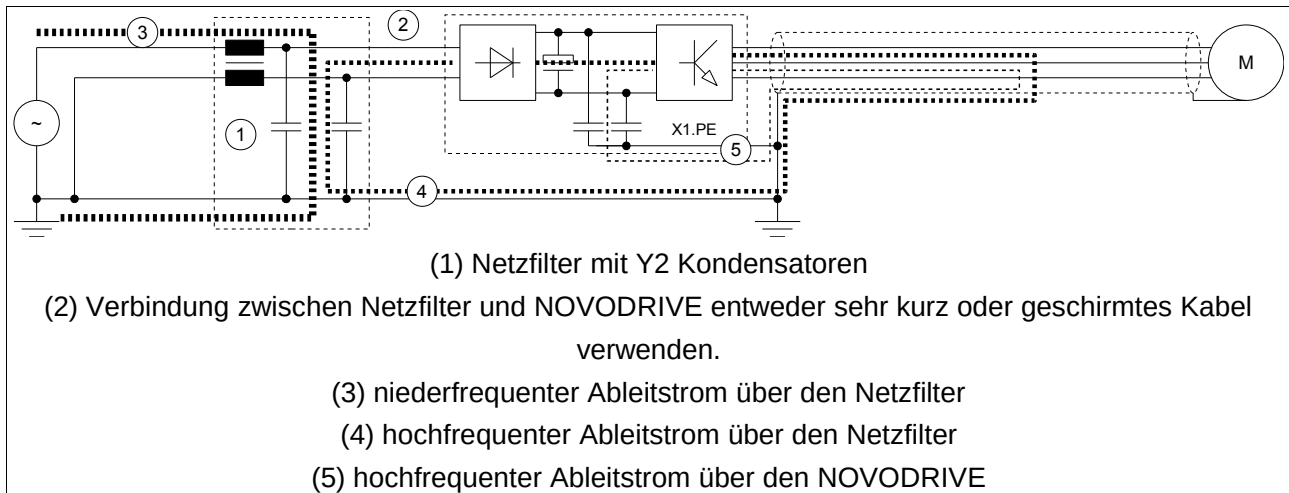 3
2
~
1
X1.PE
5
4
M
(1) Netzfilter mit Y2 Kondensatoren
(2) Verbindung zwischen Netzfilter und NOVODRIVE entweder sehr kurz oder geschirmtes Kabel
verwenden.
(3) niederfrequenter Ableitstrom über den Netzfilter
(4) hochfrequenter Ableitstrom über den Netzfilter
(5) hochfrequenter Ableitstrom über den NOVODRIVE